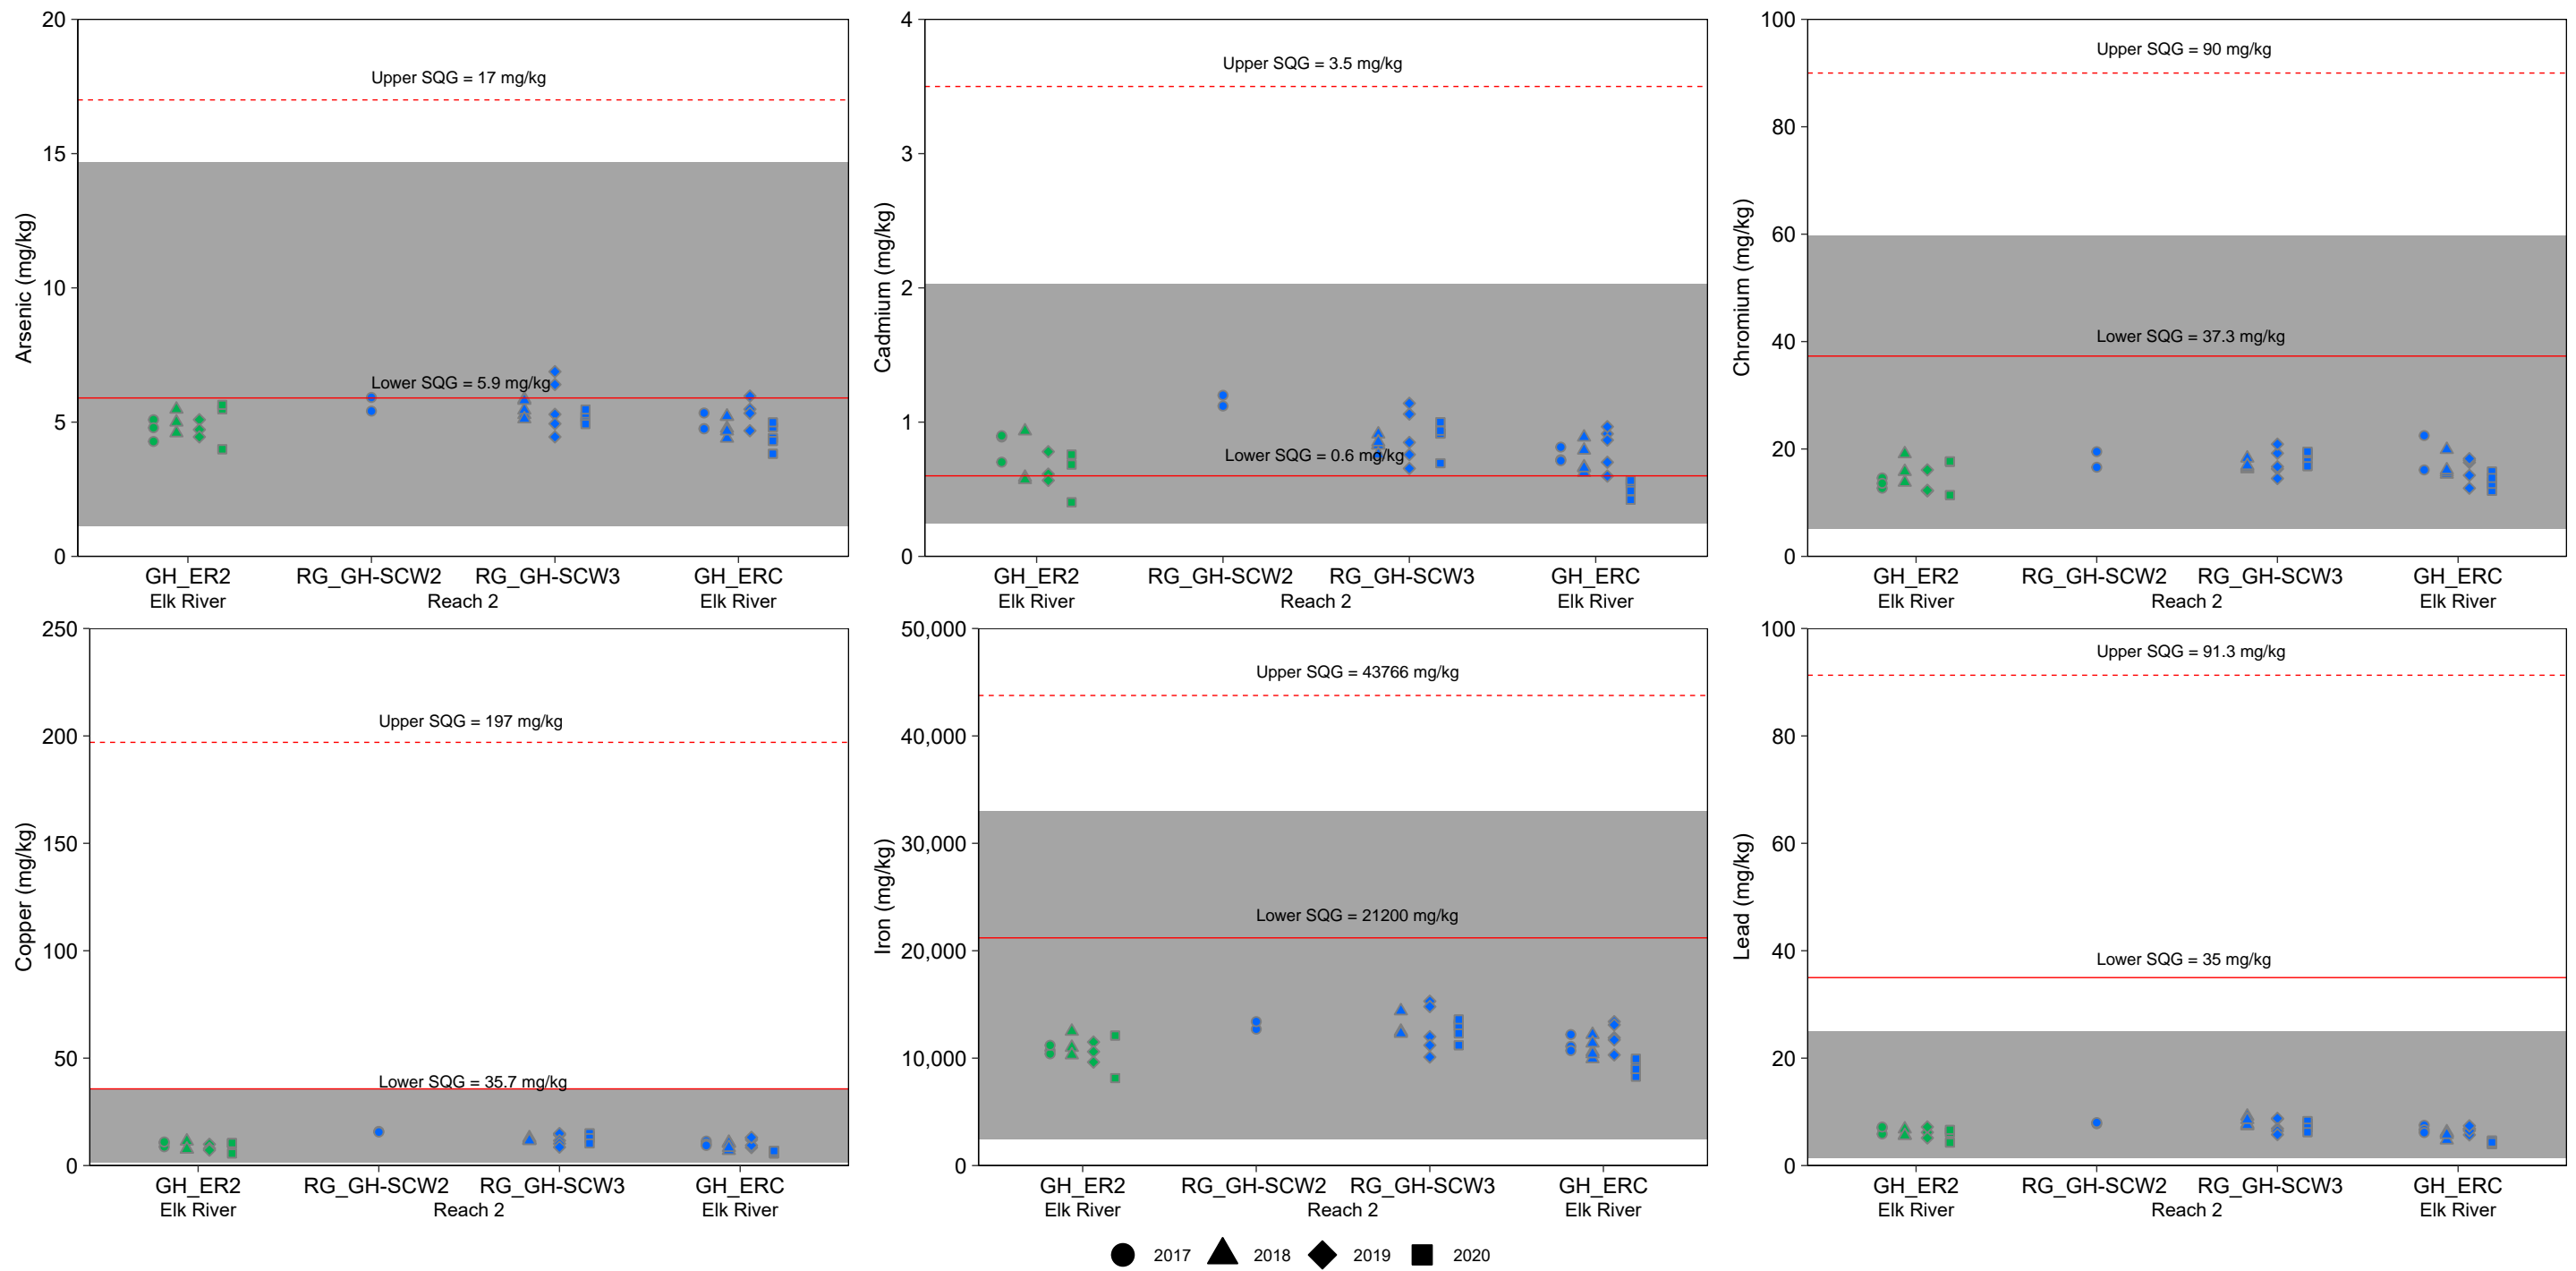 20
15
10
5
0
Arsenic (mg/kg)
Upper SQG = 17 mg/kg
Lower SQG = 5.9 mg/kg
GH_ER2 RG_GH-SCW2 RG_GH-SCW3 GH_ERC
Elk River Reach 2 Elk River
4
3
2
1
0
Cadmium (mg/kg)
Upper SQG = 3.5 mg/kg
Lower SQG = 0.6 mg/kg
GH_ER2 RG_GH-SCW2 RG_GH-SCW3 GH_ERC
Elk River Reach 2 Elk River
100
80
60
40
20
0
Chromium (mg/kg)
Upper SQG = 90 mg/kg
Lower SQG = 37.3 mg/kg
GH_ER2 RG_GH-SCW2 RG_GH-SCW3 GH_ERC
Elk River Reach 2 Elk River
250
200
150
100
50
0
Copper (mg/kg)
Upper SQG = 197 mg/kg
Lower SQG = 35.7 mg/kg
GH_ER2 RG_GH-SCW2 RG_GH-SCW3 GH_ERC
Elk River Reach 2 Elk River
50,000
40,000
30,000
20,000
10,000
0
Iron (mg/kg)
Upper SQG = 43766 mg/kg
Lower SQG = 21200 mg/kg
GH_ER2 RG_GH-SCW2 RG_GH-SCW3 GH_ERC
Elk River Reach 2 Elk River
100
80
60
40
20
0
Lead (mg/kg)
Upper SQG = 91.3 mg/kg
Lower SQG = 35 mg/kg
GH_ER2 RG_GH-SCW2 RG_GH-SCW3 GH_ERC
Elk River Reach 2 Elk River
2017 2018 2019 2020